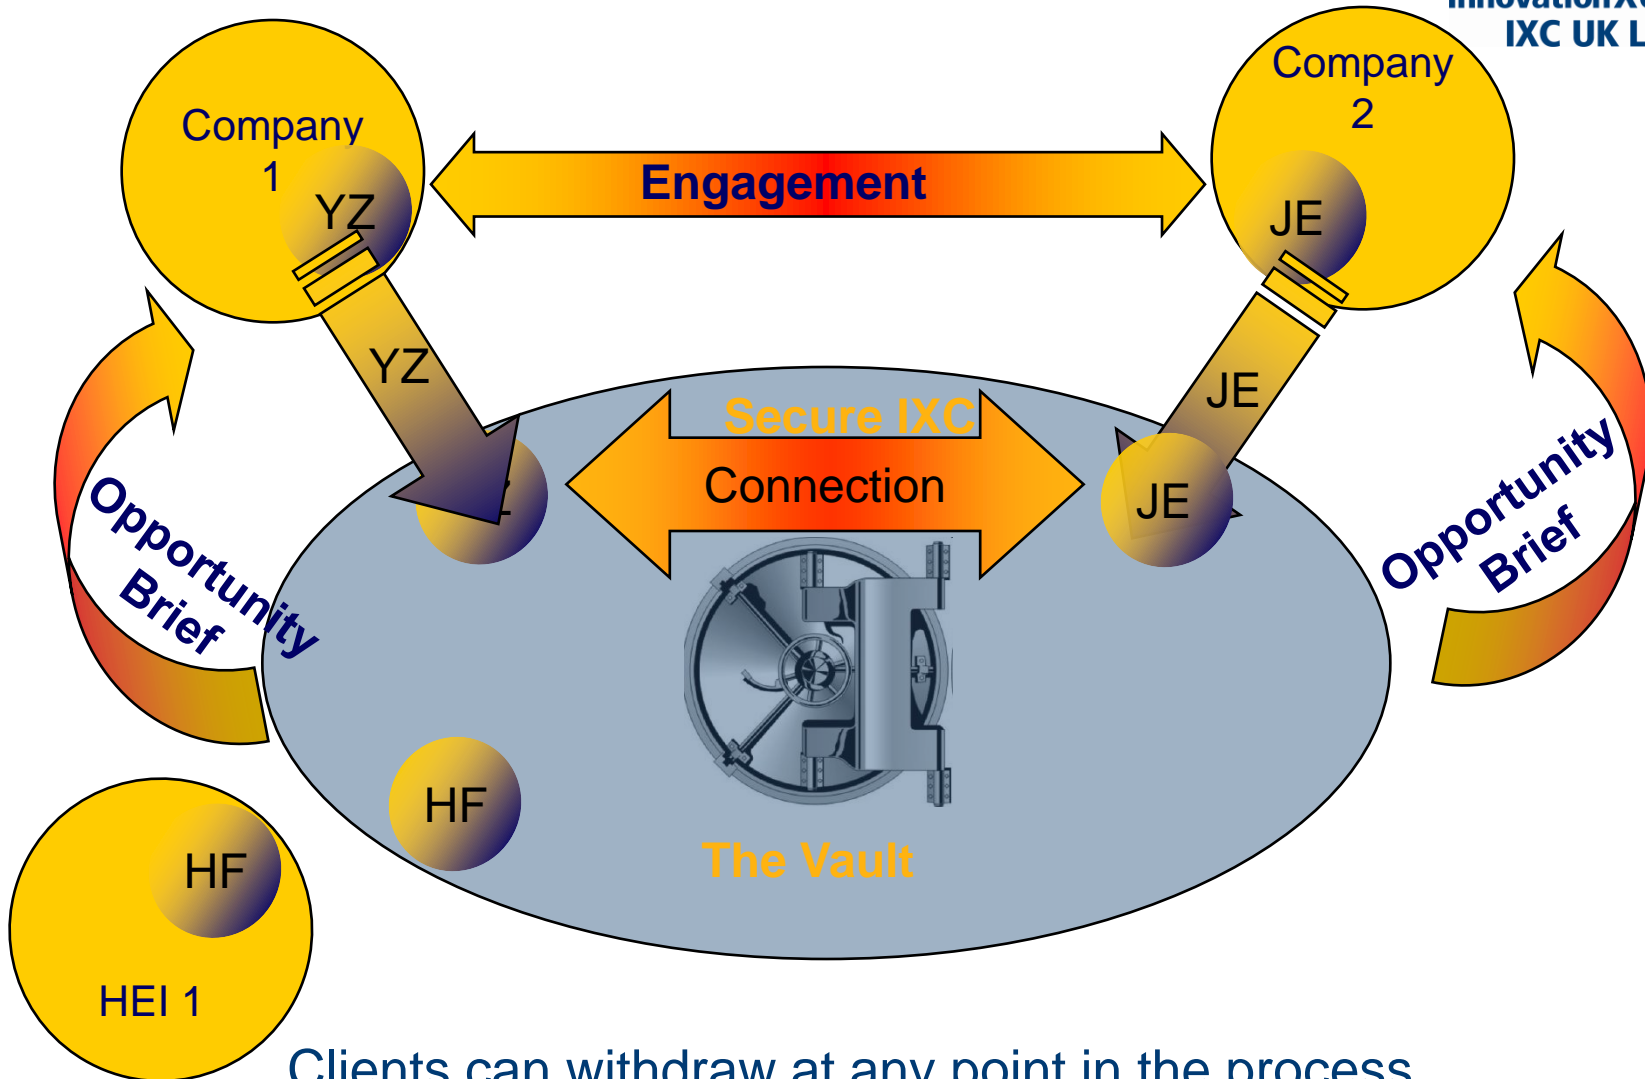 IXC UK L
Company
1
YZ
Engagement
Company
2
JE
YZ
JE
Secure IXC
Connection
JE
Opportunity
Brief
Opportunity
Brief
HF
The Vault
HF
HEI 1
Clients can withdraw at any point in the process